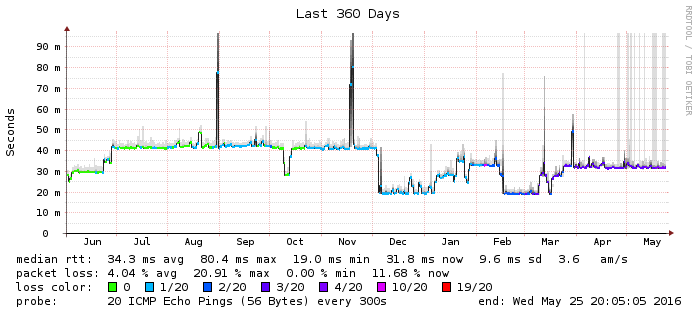 Last 360 Days
RRDTOOL / TOBI OETIKER
Seconds
90 m
80 m
70 m
60 m
50 m
40 m
30 m
20 m
10 m
0
Jun Jul Aug Sep Oct Nov Dec Jan Feb Mar Apr May
median rtt: 34.3 ms avg 80.4 ms max 19.0 ms min 31.8 ms now 9.6 ms sd 3.6 am/s
packet loss: 4.04 % avg 20.91 % max 0.00 % min 11.68 % now
loss color: 0 1/20 2/20 3/20 4/20 10/20 19/20
probe: 20 ICMP Echo Pings (56 Bytes) every 300s end: Wed May 25 20:05:05 2016